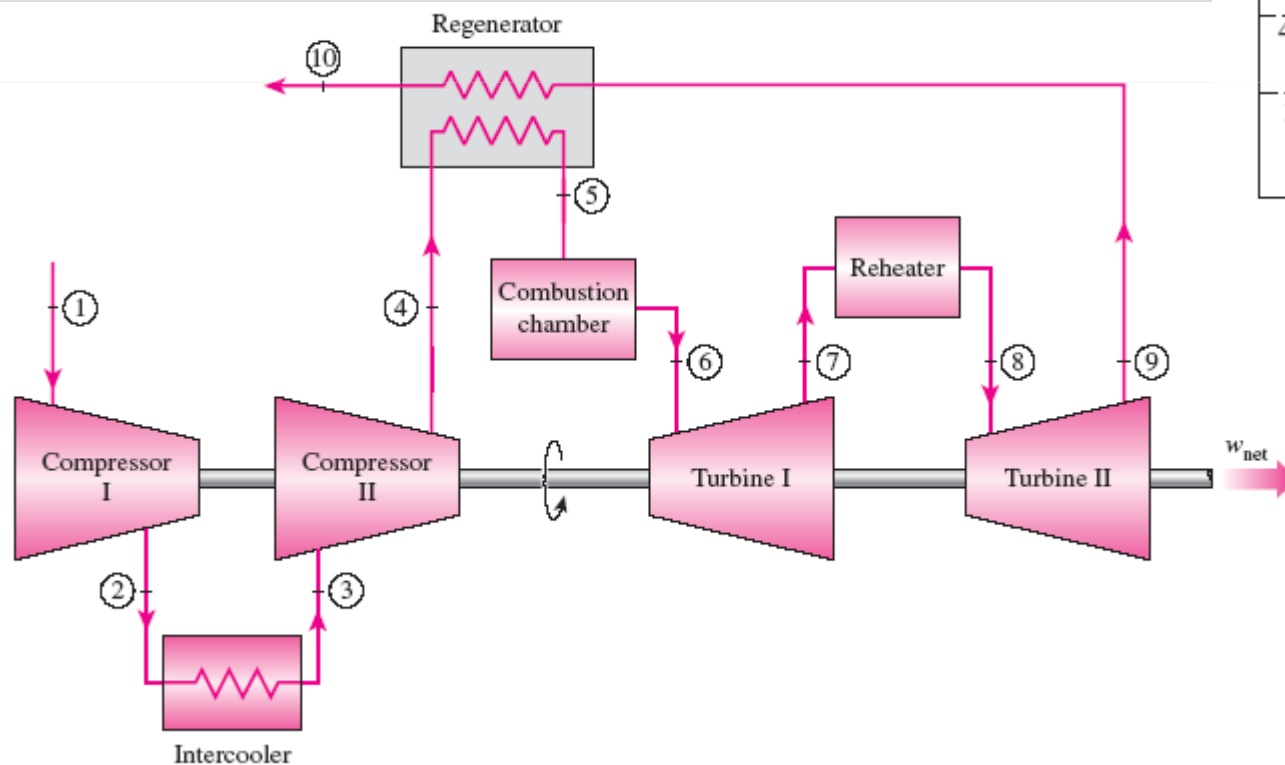 Regenerator
10
5
Reheater
Combustion
chamber
1
4
6
7
8
9
Compressor
I
Compressor
II
Turbine I
Turbine II
w net
2
3
Intercooler